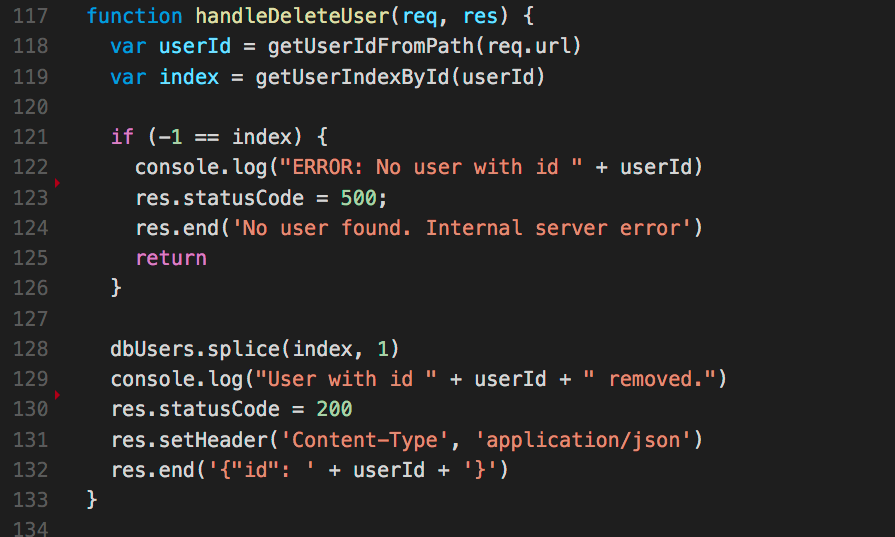 117 function handleDeleteUser(req, res) {
118 var userId = getUserIdFromPath(req.url)
119 var index = getUserIndexById(userId)
120
121 if (-1 == index) {
122 console.log("ERROR: No user with id " + userId)
123 res.statusCode = 500;
124 res.end('No user found. Internal server error')
125 return
126 }
127
128 dbUsers.splice(index, 1)
129 console.log("User with id " + userId + " removed.")
130 res.statusCode = 200
131 res.setHeader('Content-Type', 'application/json')
132 res.end('{"id": ' + userId + '}')
133 }
134